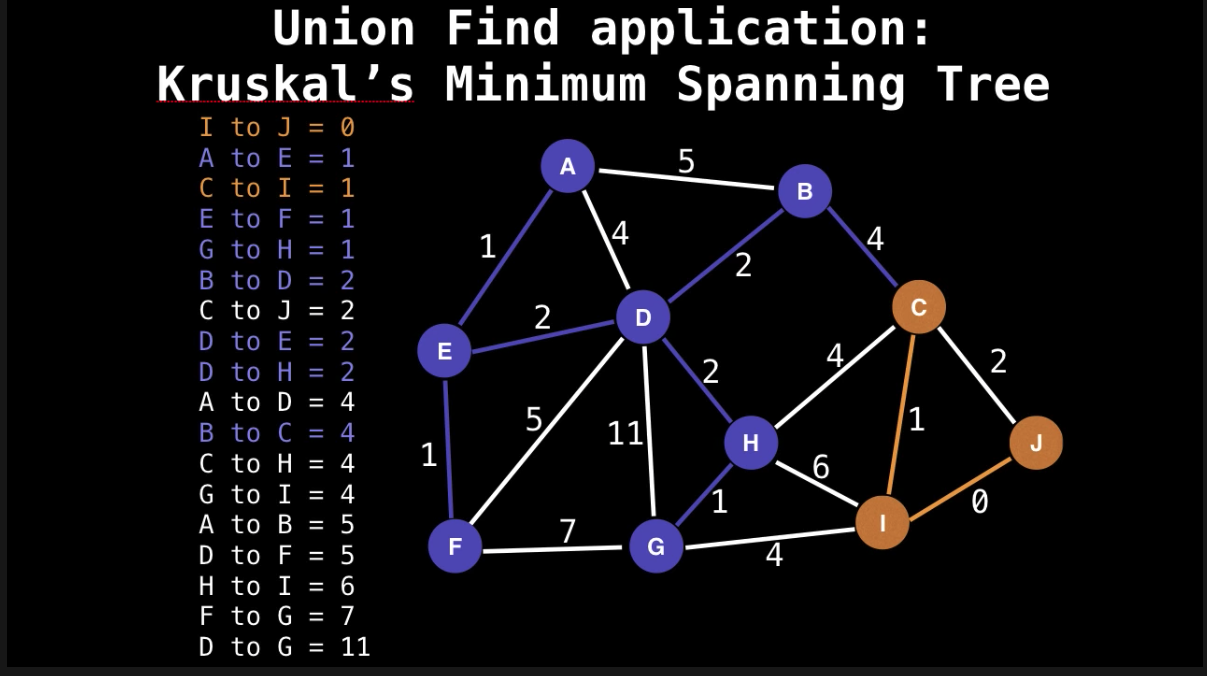 Union Find application:
Kruskal’s Minimum Spanning Tree
I to J = 0
A to E = 1
C to I = 1
E to F = 1
G to H = 1
B to D = 2
C to J = 2
D to E = 2
D to H = 2
A to D = 4
B to C = 4
C to H = 4
G to I = 4
A to B = 5
D to F = 5
H to I = 6
F to G = 7
D to G = 11
A
5
B
1
4
2
4
E
2
D
C
5
11
2
4
1
2
1
H
6
J
1
I
0
F
7
G
4